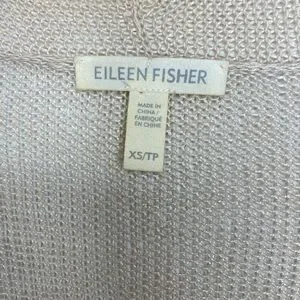 EILEEN FISHER
MADE IN
CHINA /
FABRIQUÉ
EN CHINE
XS/TP